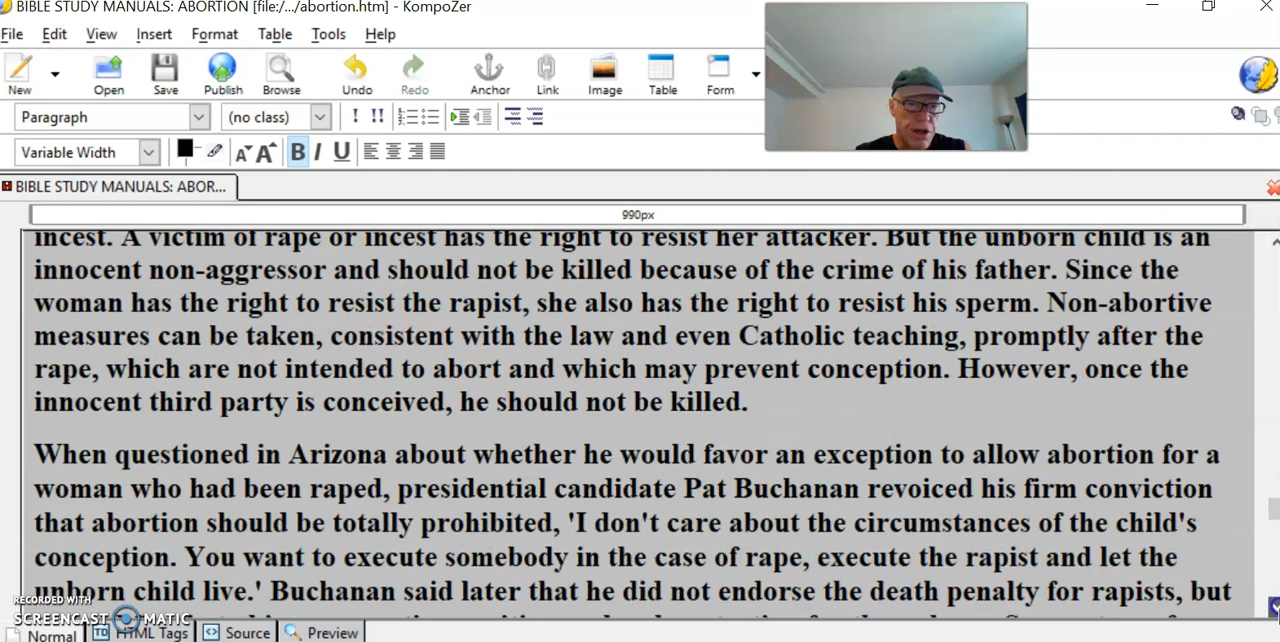 BIBLE STUDY MANUALS: ABORTION [file:/.../abortion.htm] - KompoZer
File Edit View Insert Format Table Tools Help
New Open Save Publish Browse Undo Redo Anchor Link Image Table Form
Paragraph (no class)
Variable Width B I U
BIBLE STUDY MANUALS: ABOR...
990px
incest. A victim of rape or incest has the right to resist her attacker. But the unborn child is an
innocent non-aggressor and should not be killed because of the crime of his father. Since the
woman has the right to resist the rapist, she also has the right to resist his sperm. Non-abortive
measures can be taken, consistent with the law and even Catholic teaching, promptly after the
rape, which are not intended to abort and which may prevent conception. However, once the
innocent third party is conceived, he should not be killed.
When questioned in Arizona about whether he would favor an exception to allow abortion for a
woman who had been raped, presidential candidate Pat Buchanan revoiced his firm conviction
that abortion should be totally prohibited, 'I don't care about the circumstances of the child's
conception. You want to execute somebody in the case of rape, execute the rapist and let the
unborn child live.' Buchanan said later that he did not endorse the death penalty for rapists, but
RECORDED WITH
SCREENCAST MATIC
Normal HTML Tags Source Preview